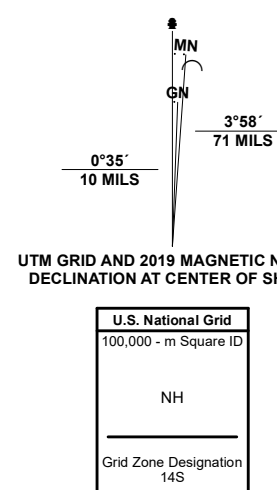 MN
GN
3°58´
71 MILS
0°35´
10 MILS
UTM GRID AND 2019 MAGNETIC N
DECLINATION AT CENTER OF SH
U.S. National Grid
100,000 - m Square ID
NH
Grid Zone Designation
14S